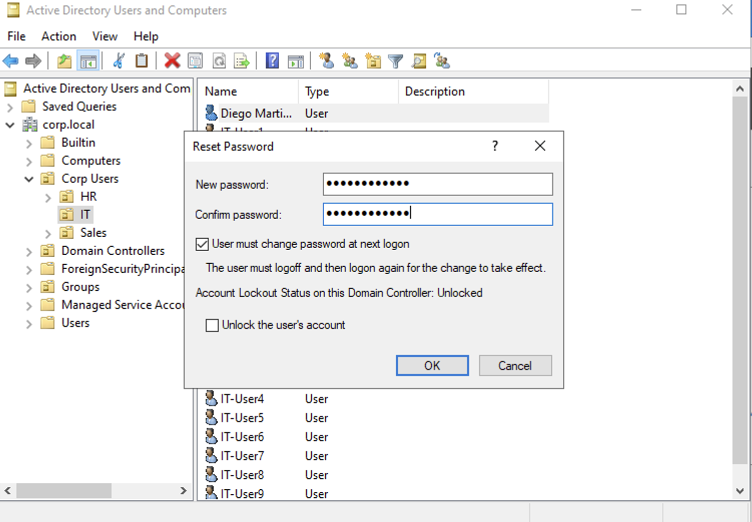 Active Directory Users and Computers
File Action View Help
Active Directory Users and Com
Saved Queries
corp.local
Builtin
Computers
Corp Users
HR
IT
Sales
Domain Controllers
ForeignSecurityPrincipa
Groups
Managed Service Accou
Users
Name Type Description
Diego Marti... User
IT-User1 User
Reset Password
?
New password:
Confirm password:
User must change password at next logon
The user must logoff and then logon again for the change to take effect.
Account Lockout Status on this Domain Controller: Unlocked
Unlock the user's account
OK Cancel
IT-User4 User
IT-User5 User
IT-User6 User
IT-User7 User
IT-User8 User
IT-User9 User